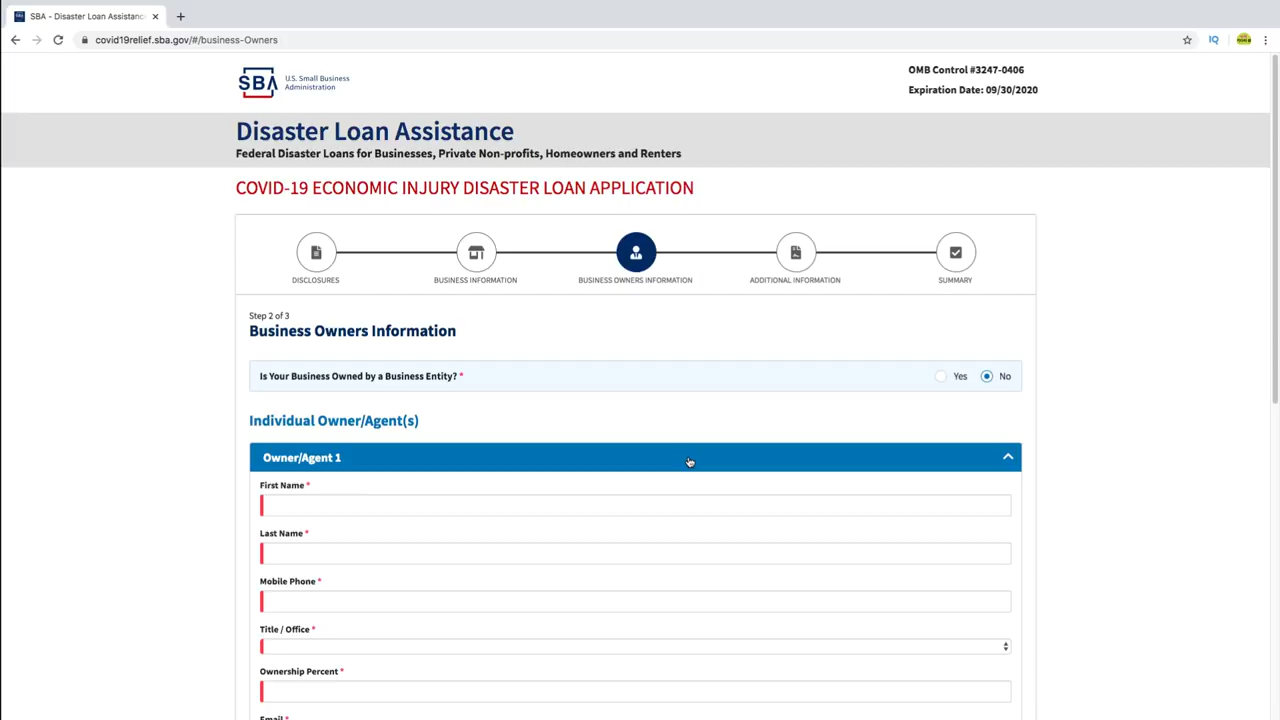 SBA - Disaster Loan Assistanc
covid19relief.sba.gov/#/business-Owners
IQ
SBA
U.S. Small Business
Administration
OMB Control #3247-0406
Expiration Date: 09/30/2020
Disaster Loan Assistance
Federal Disaster Loans for Businesses, Private Non-profits, Homeowners and Renters
COVID-19 ECONOMIC INJURY DISASTER LOAN APPLICATION
DISCLOSURES
BUSINESS INFORMATION
BUSINESS OWNERS INFORMATION
ADDITIONAL INFORMATION
SUMMARY
Step 2 of 3
Business Owners Information
Is Your Business Owned by a Business Entity? *
Yes
No
Individual Owner/Agent(s)
Owner/Agent 1
First Name *
Last Name *
Mobile Phone *
Title / Office *
Ownership Percent *
Email *